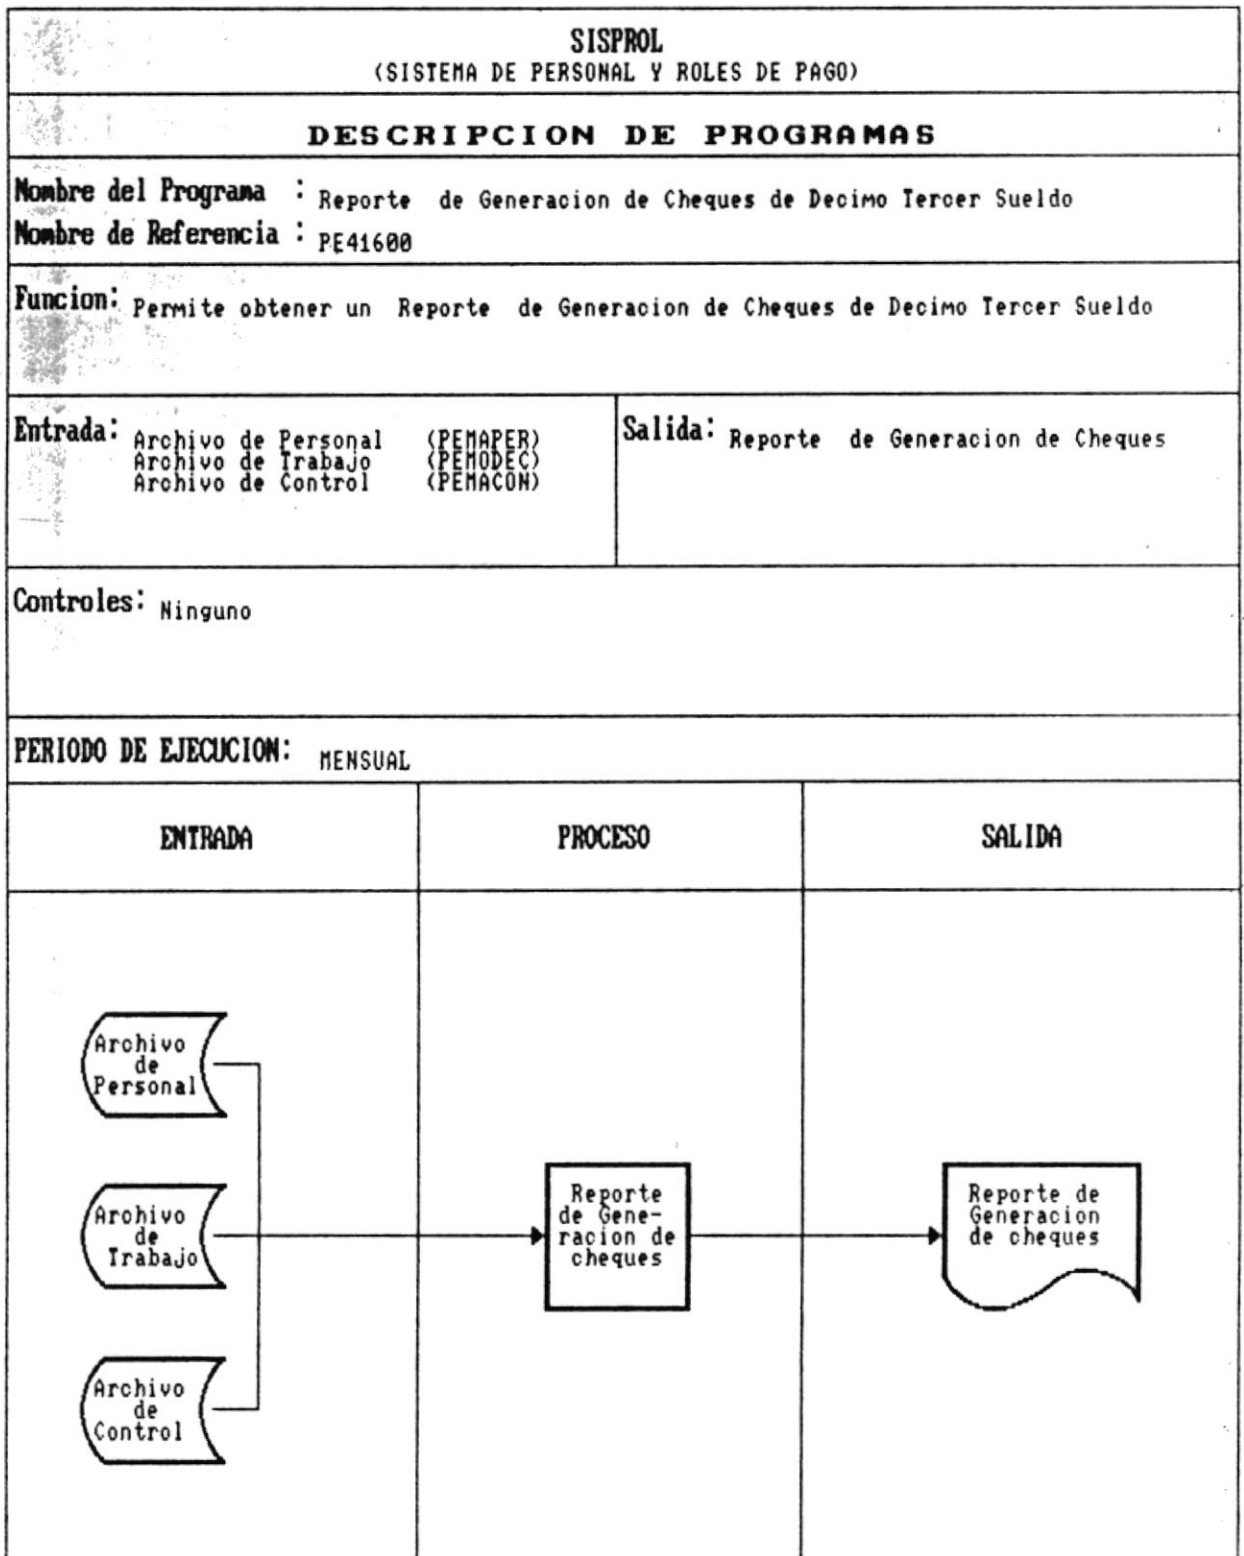 SISPROL
(SISTEMA DE PERSONAL Y ROLES DE PAGO)
DESCRIPCION DE PROGRAMAS
Nombre del Programa : Reporte de Generacion de Cheques de Decimo Tercer Sueldo
Nombre de Referencia : PE41600
Funcion: Permite obtener un Reporte de Generacion de Cheques de Decimo Tercer Sueldo
Entrada: Archivo de Personal (PEMAPER)
Archivo de Trabajo (PEMODEC)
Archivo de Control (PEMACON)
Salida: Reporte de Generacion de Cheques
Controles: Ninguno
PERIODO DE EJECUCION: MENSUAL
ENTRADA
PROCESO
SALIDA
Archivo
de
Personal
Archivo
de
Trabajo
Archivo
de
Control
Reporte
de Gene-
racion de
cheques
Reporte de
Generacion
de cheques